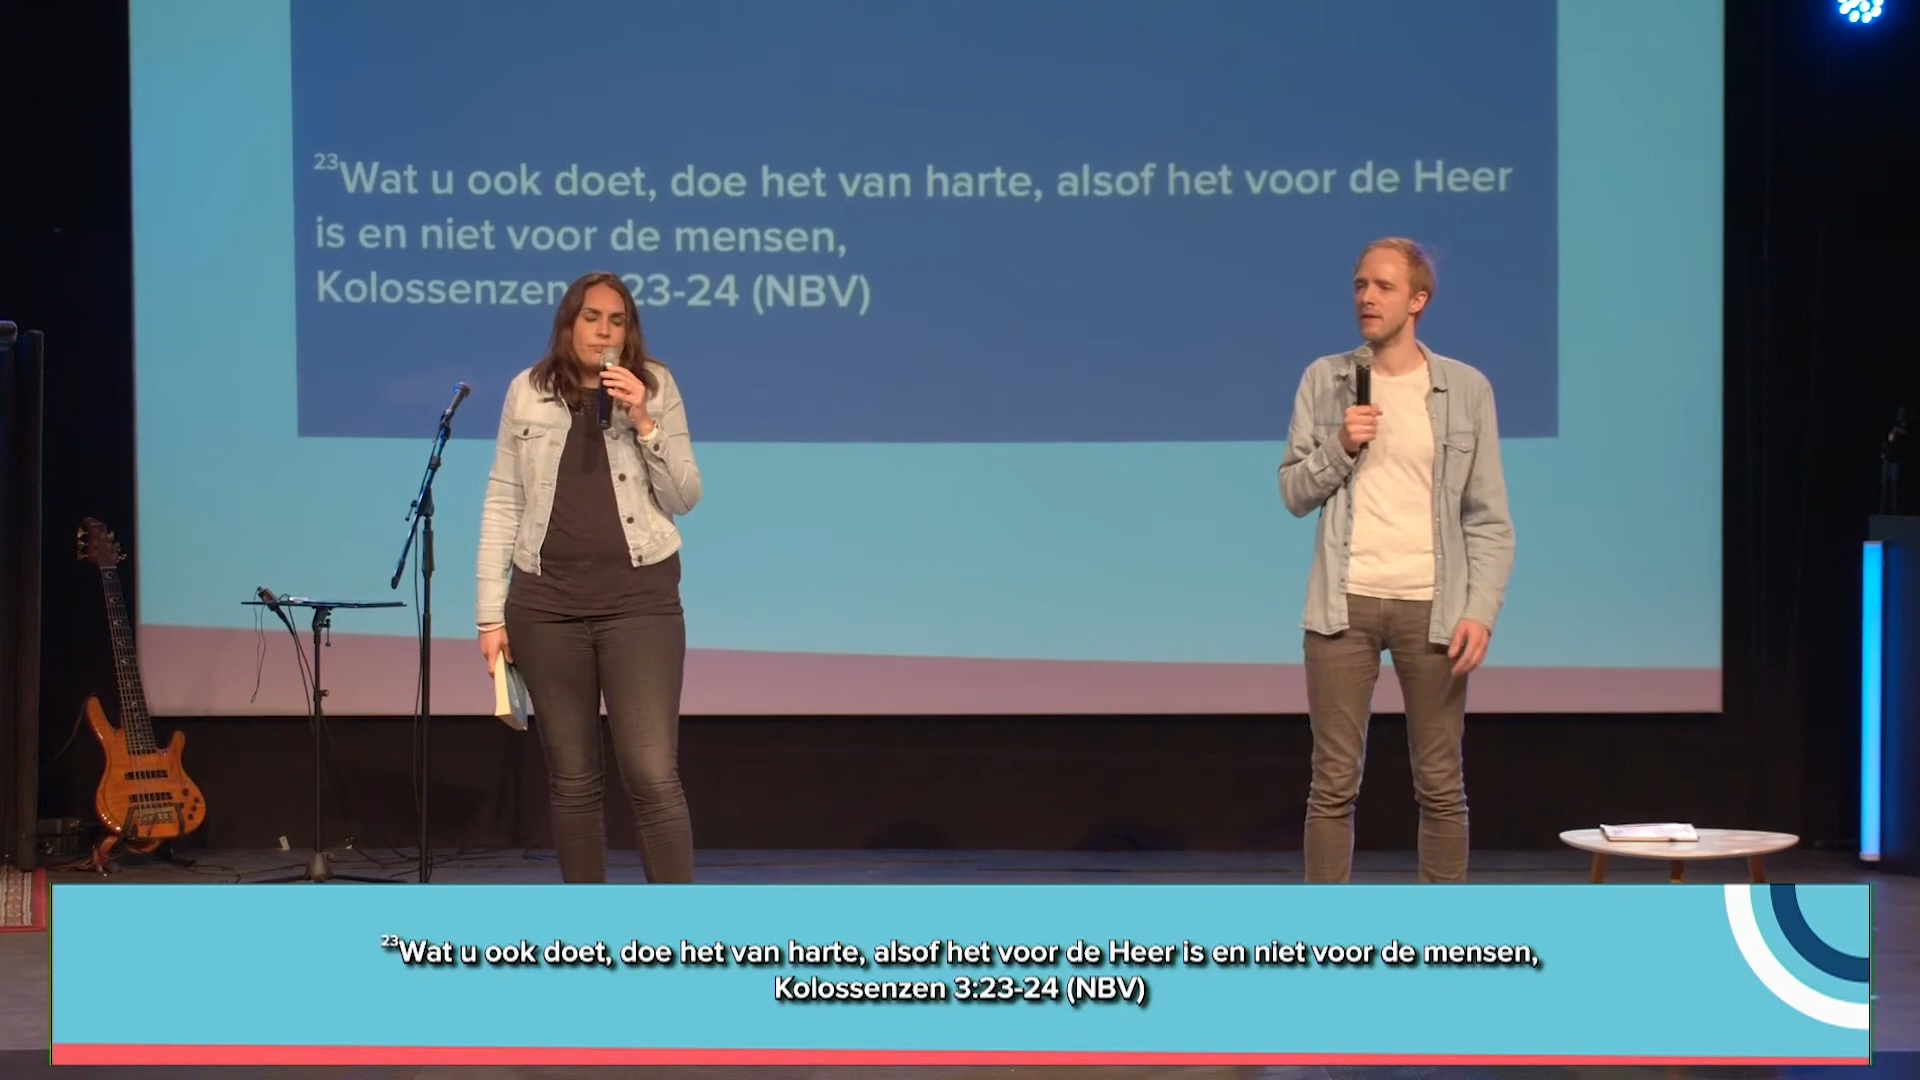 ²³Wat u ook doet, doe het van harte, alsof het voor de Heer
is en niet voor de mensen,
Kolossenzen 23-24 (NBV)
²³Wat u ook doet, doe het van harte, alsof het voor de Heer is en niet voor de mensen,
Kolossenzen 3:23-24 (NBV)